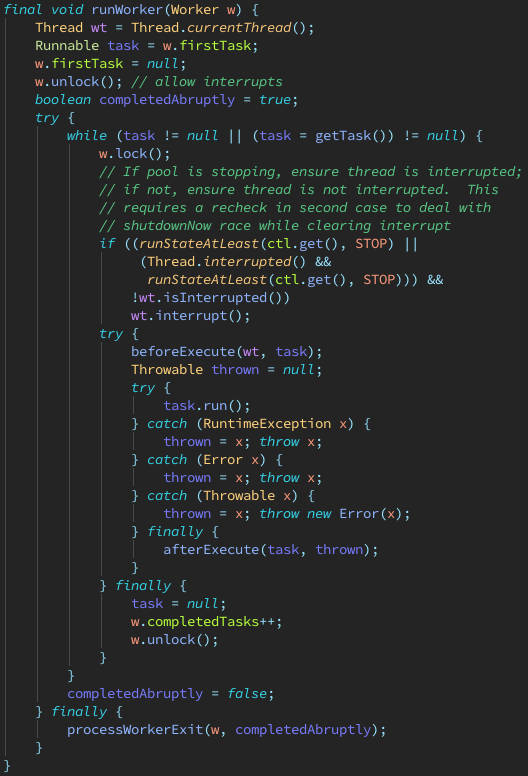 final void runWorker(Worker w) {
    Thread wt = Thread.currentThread();
    Runnable task = w.firstTask;
    w.firstTask = null;
    w.unlock(); // allow interrupts
    boolean completedAbruptly = true;
    try {
        while (task != null || (task = getTask()) != null) {
            w.lock();
            // If pool is stopping, ensure thread is interrupted;
            // if not, ensure thread is not interrupted.  This
            // requires a recheck in second case to deal with
            // shutdownNow race while clearing interrupt
            if ((runStateAtLeast(ctl.get(), STOP) ||
                 (Thread.interrupted() &&
                  runStateAtLeast(ctl.get(), STOP))) &&
                !wt.isInterrupted())
                wt.interrupt();
            try {
                beforeExecute(wt, task);
                Throwable thrown = null;
                try {
                    task.run();
                } catch (RuntimeException x) {
                    thrown = x; throw x;
                } catch (Error x) {
                    thrown = x; throw x;
                } catch (Throwable x) {
                    thrown = x; throw new Error(x);
                } finally {
                    afterExecute(task, thrown);
                }
            } finally {
                task = null;
                w.completedTasks++;
                w.unlock();
            }
        }
        completedAbruptly = false;
    } finally {
        processWorkerExit(w, completedAbruptly);
    }
}